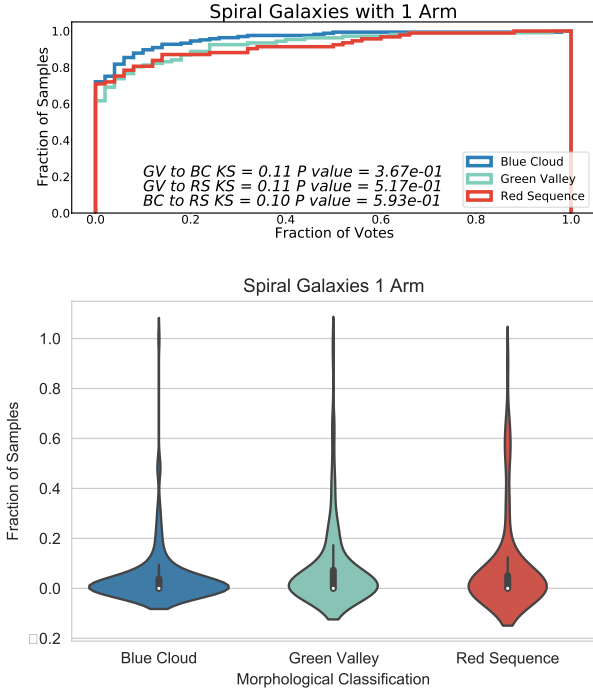 Spiral Galaxies with 1 Arm
1.0
0.8
0.6
0.4
0.2
0.0
Fraction of Samples
GV to BC KS = 0.11 P value = 3.67e-01
GV to RS KS = 0.11 P value = 5.17e-01
BC to RS KS = 0.10 P value = 5.93e-01
Blue Cloud
Green Valley
Red Sequence
0.0 0.2 0.4 0.6 0.8 1.0
Fraction of Votes
Spiral Galaxies 1 Arm
1.0
0.8
0.6
0.4
0.2
0.0
□0.2
Fraction of Samples
Blue Cloud Green Valley Red Sequence
Morphological Classification